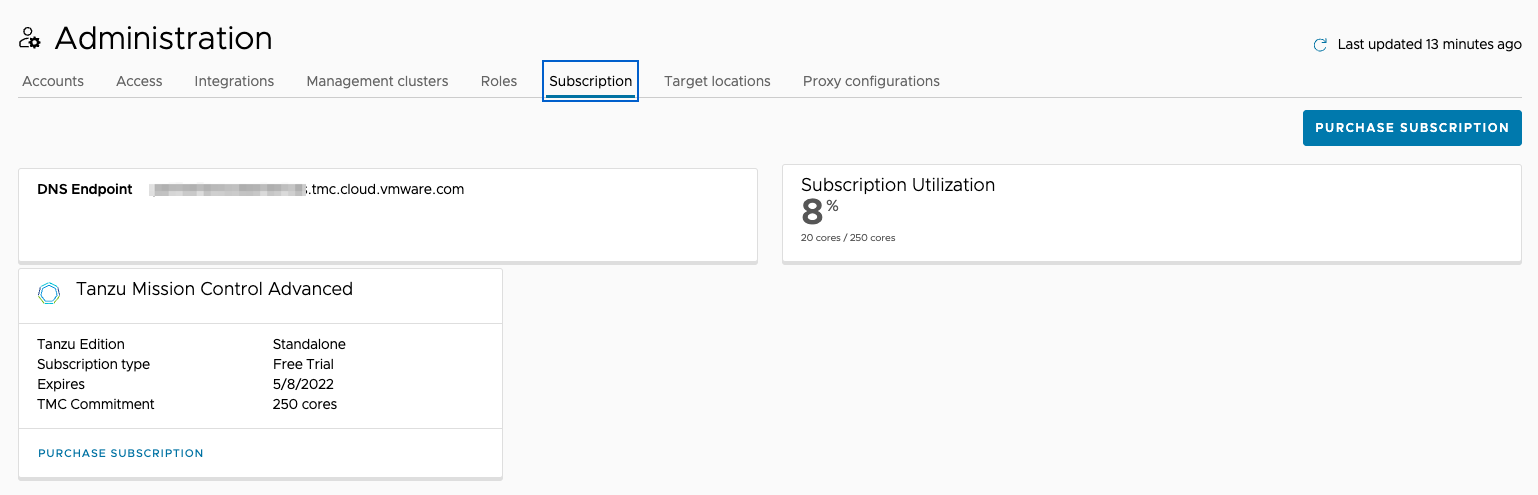 Administration
Last updated 13 minutes ago
Accounts Access Integrations Management clusters Roles Subscription Target locations Proxy configurations
PURCHASE SUBSCRIPTION
DNS Endpoint .tmc.cloud.vmware.com
Subscription Utilization
8%
20 cores / 250 cores
Tanzu Mission Control Advanced
Tanzu Edition Standalone
Subscription type Free Trial
Expires 5/8/2022
TMC Commitment 250 cores
PURCHASE SUBSCRIPTION